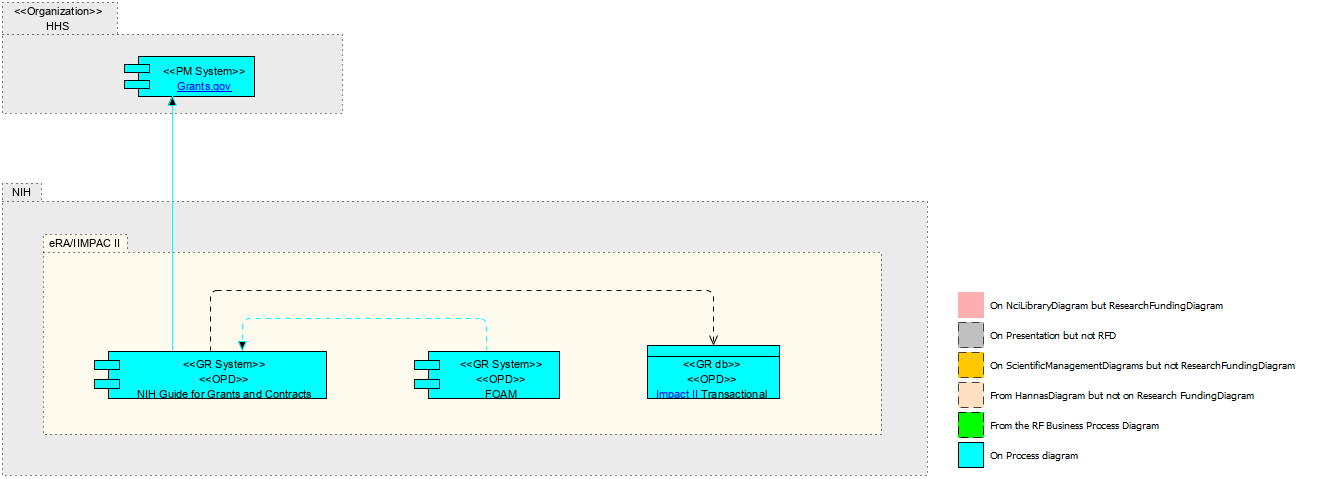 <<Organization>>
HHS
<<PM System>>
Grants.gov
NIH
eRA/IIMPAC II
<<GR System>>
<<OPD>>
NIH Guide for Grants and Contracts
<<GR System>>
<<OPD>>
FOAM
<<GR db>>
<<OPD>>
Impact II Transactional
On NciLibraryDiagram but ResearchFundingDiagram
On Presentation but not RFD
On ScientificManagementDiagrams but not ResearchFundingDiagram
From HannasDiagram but not on Research FundingDiagram
From the RF Business Process Diagram
On Process diagram